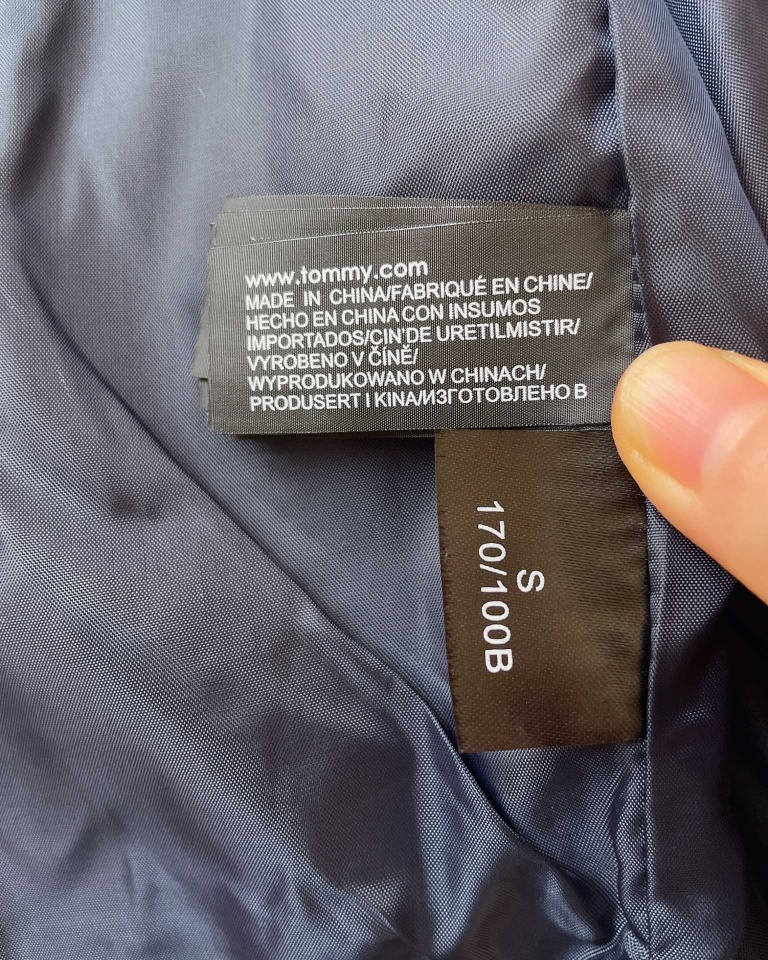 www.tommy.com
MADE IN CHINA/FABRIQUÉ EN CHINE/
HECHO EN CHINA CON INSUMOS
IMPORTADOS/ÇIN'DE URETILMISTIR/
VYROBENO V ČÍNĚ/
WYPRODUKOWANO W CHINACH/
PRODUSERT I KINA/ИЗГОТОВЛЕНО В
S
170/100B